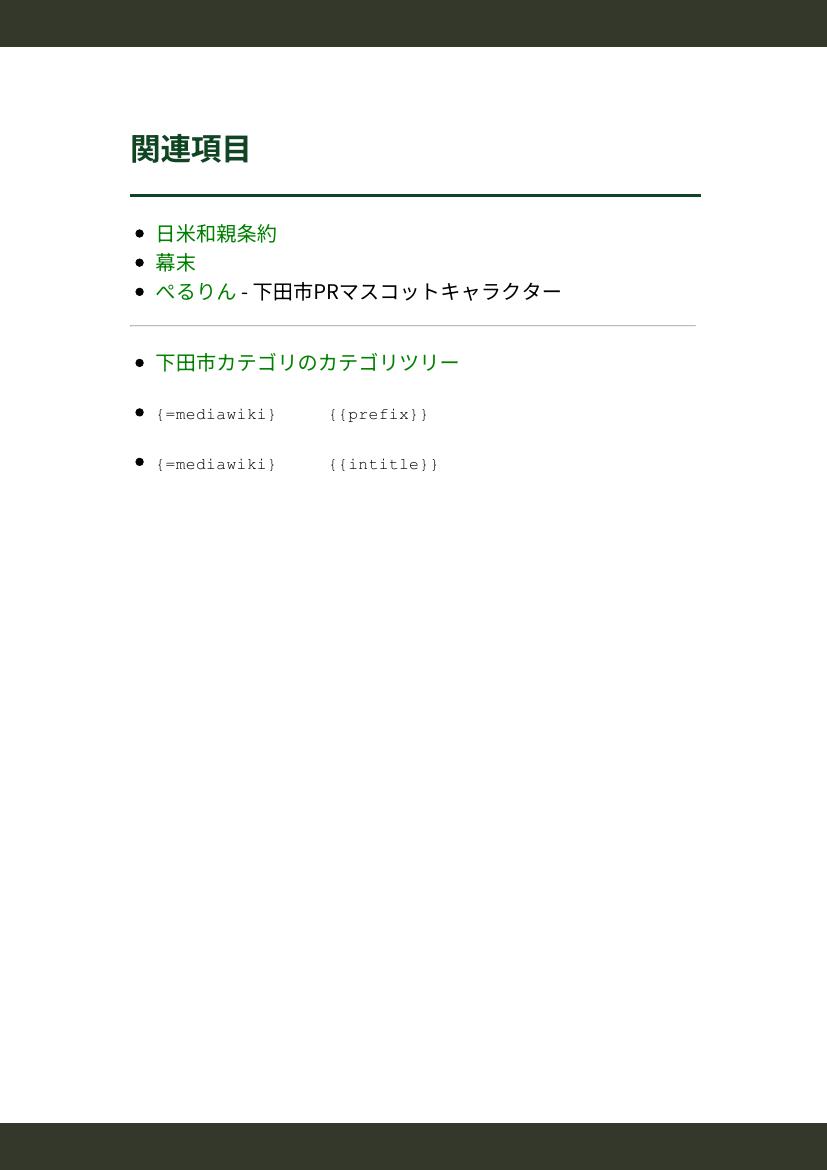 関連項目
日米和親条約
幕末
ぺるりん - 下田市PRマスコットキャラクター
下田市カテゴリのカテゴリツリー
{=mediawiki} {{prefix}}
{=mediawiki} {{intitle}}